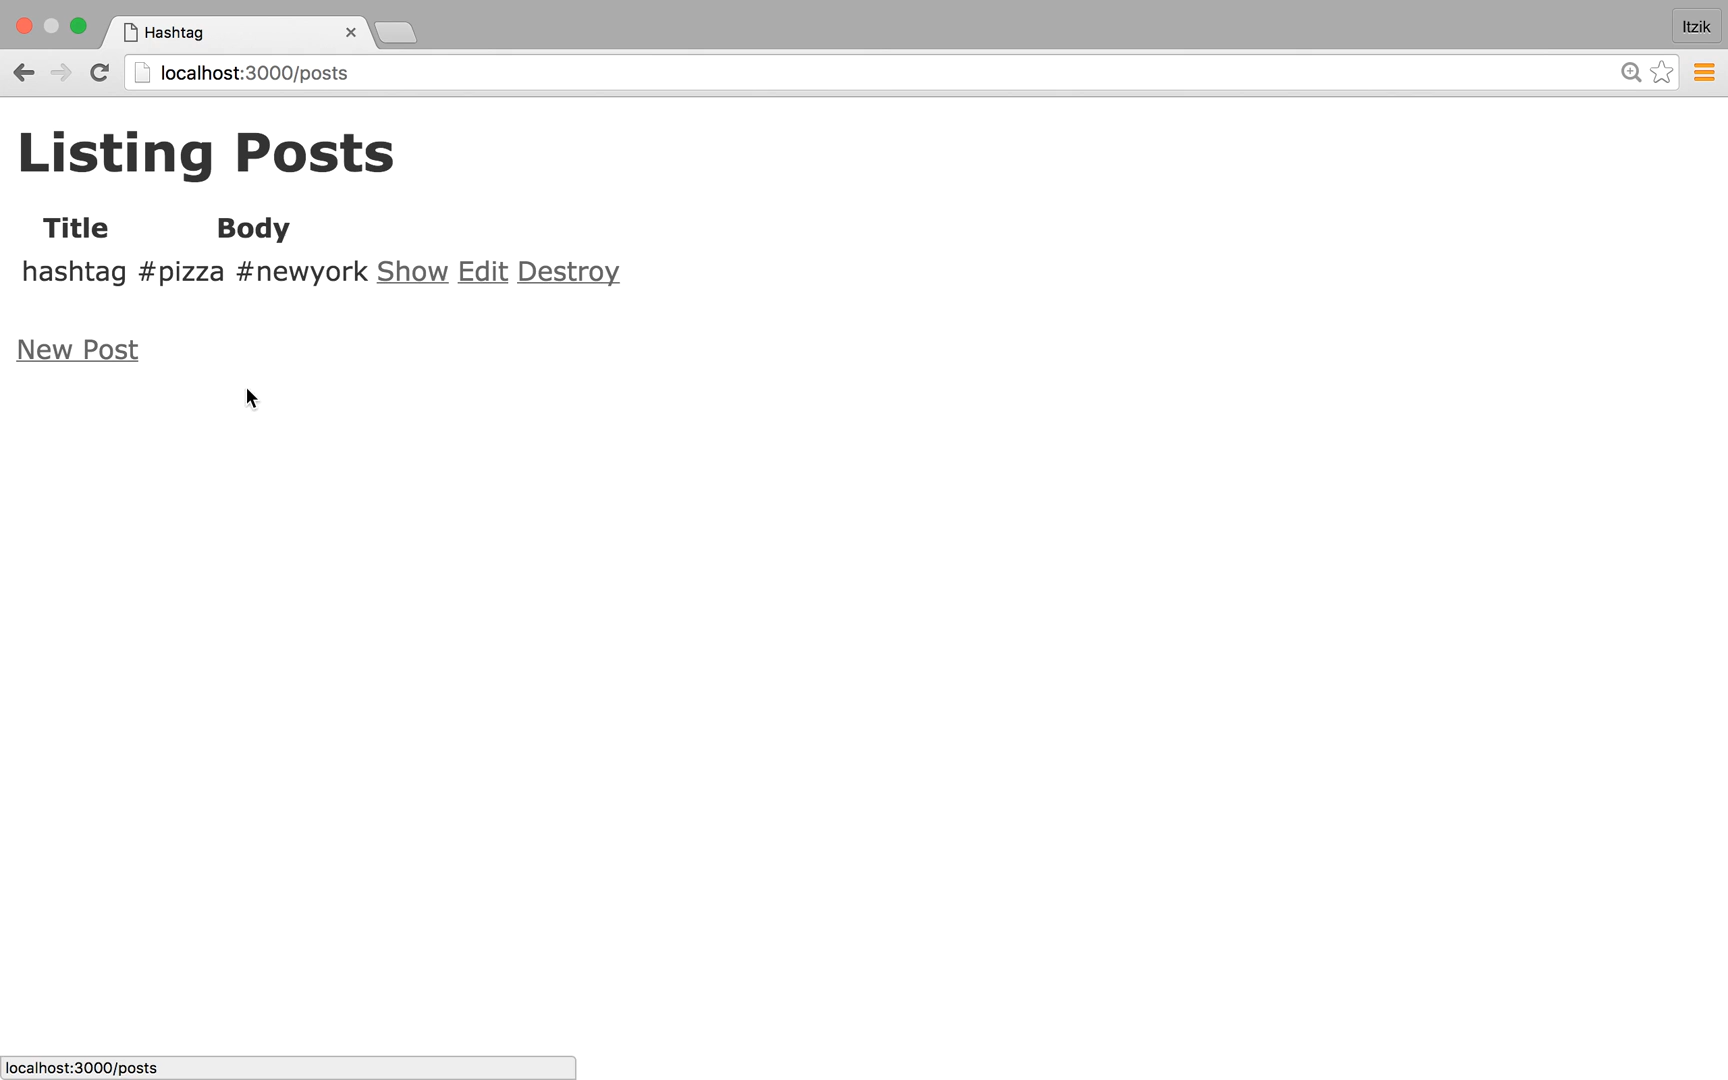 Hashtag
Itzik
localhost:3000/posts
Listing Posts
Title Body
hashtag #pizza #newyork Show Edit Destroy
New Post
localhost:3000/posts